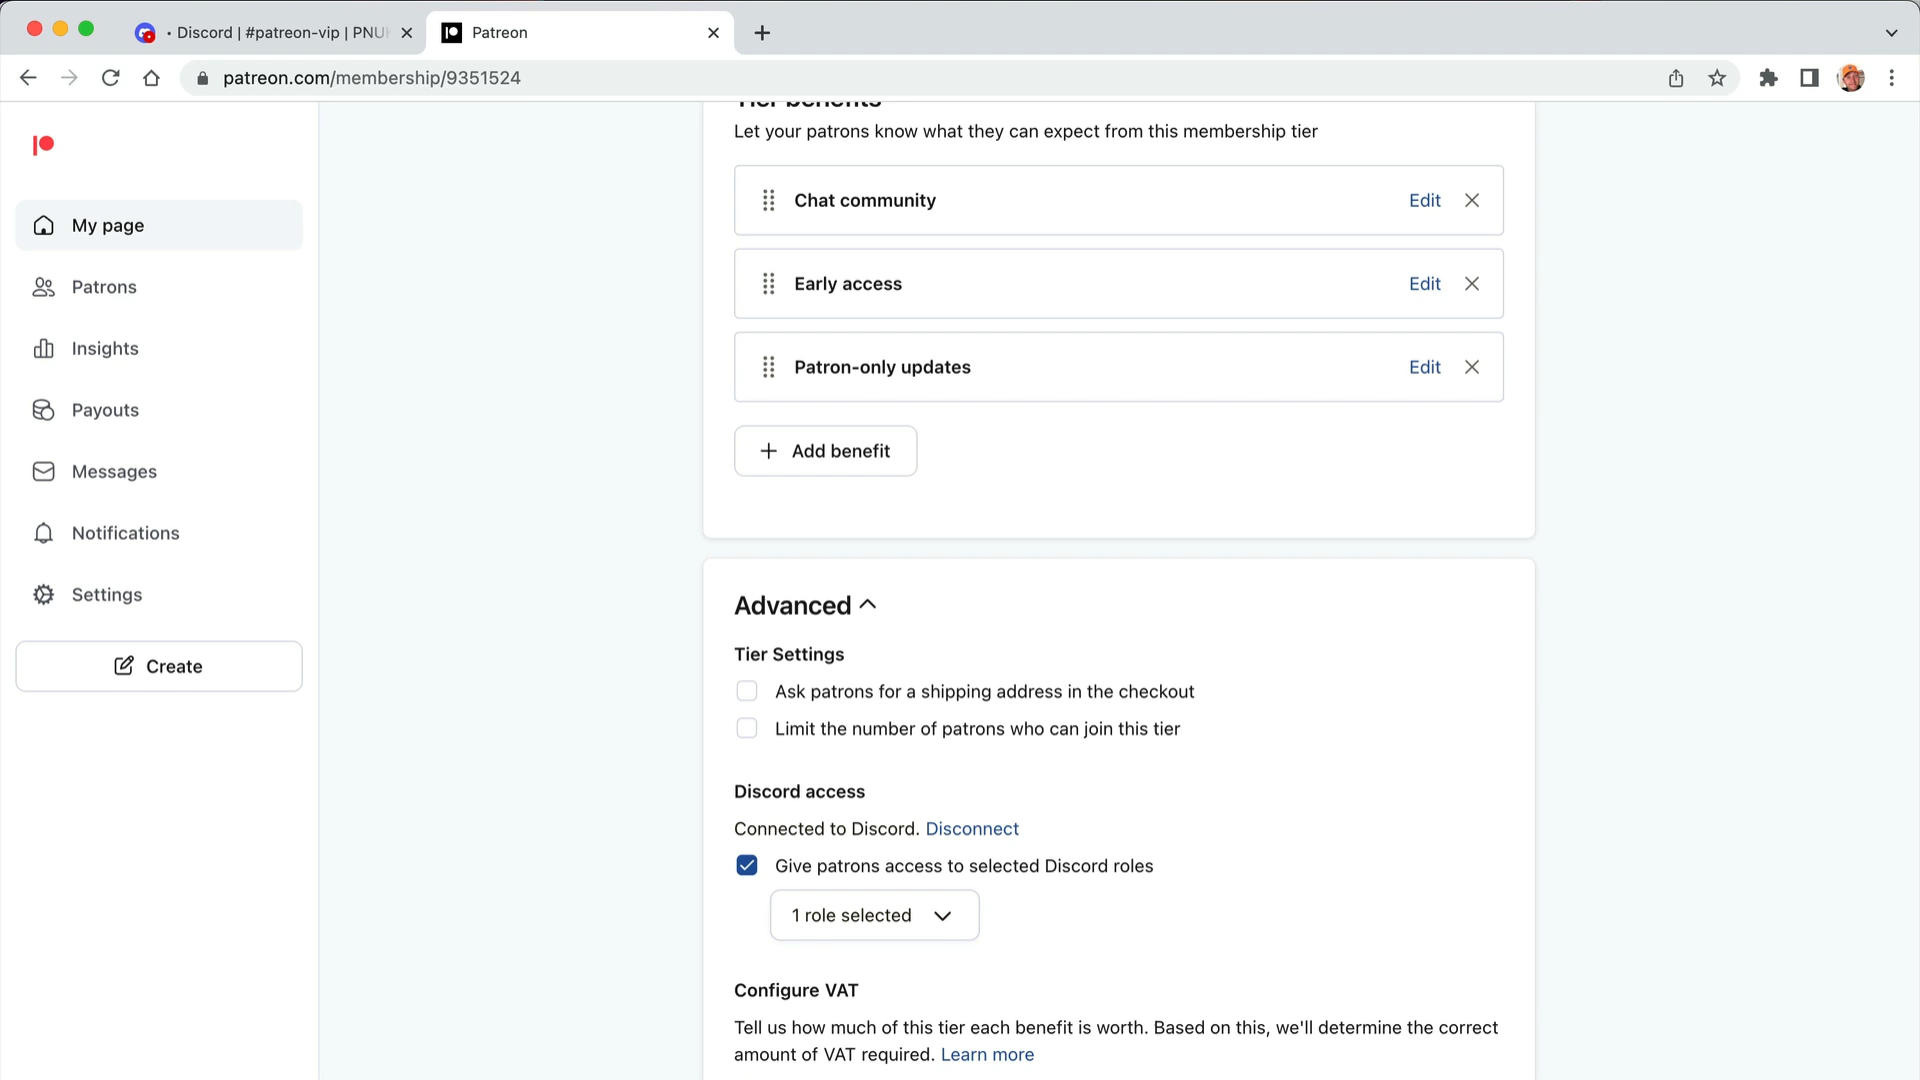 • Discord | #patreon-vip | PNU
Patreon
patreon.com/membership/9351524
Tier benefits
Let your patrons know what they can expect from this membership tier
My page
Patrons
Insights
Payouts
Messages
Notifications
Settings
Create
Chat community Edit
Early access Edit
Patron-only updates Edit
Add benefit
Advanced
Tier Settings
Ask patrons for a shipping address in the checkout
Limit the number of patrons who can join this tier
Discord access
Connected to Discord. Disconnect
Give patrons access to selected Discord roles
1 role selected
Configure VAT
Tell us how much of this tier each benefit is worth. Based on this, we'll determine the correct
amount of VAT required. Learn more